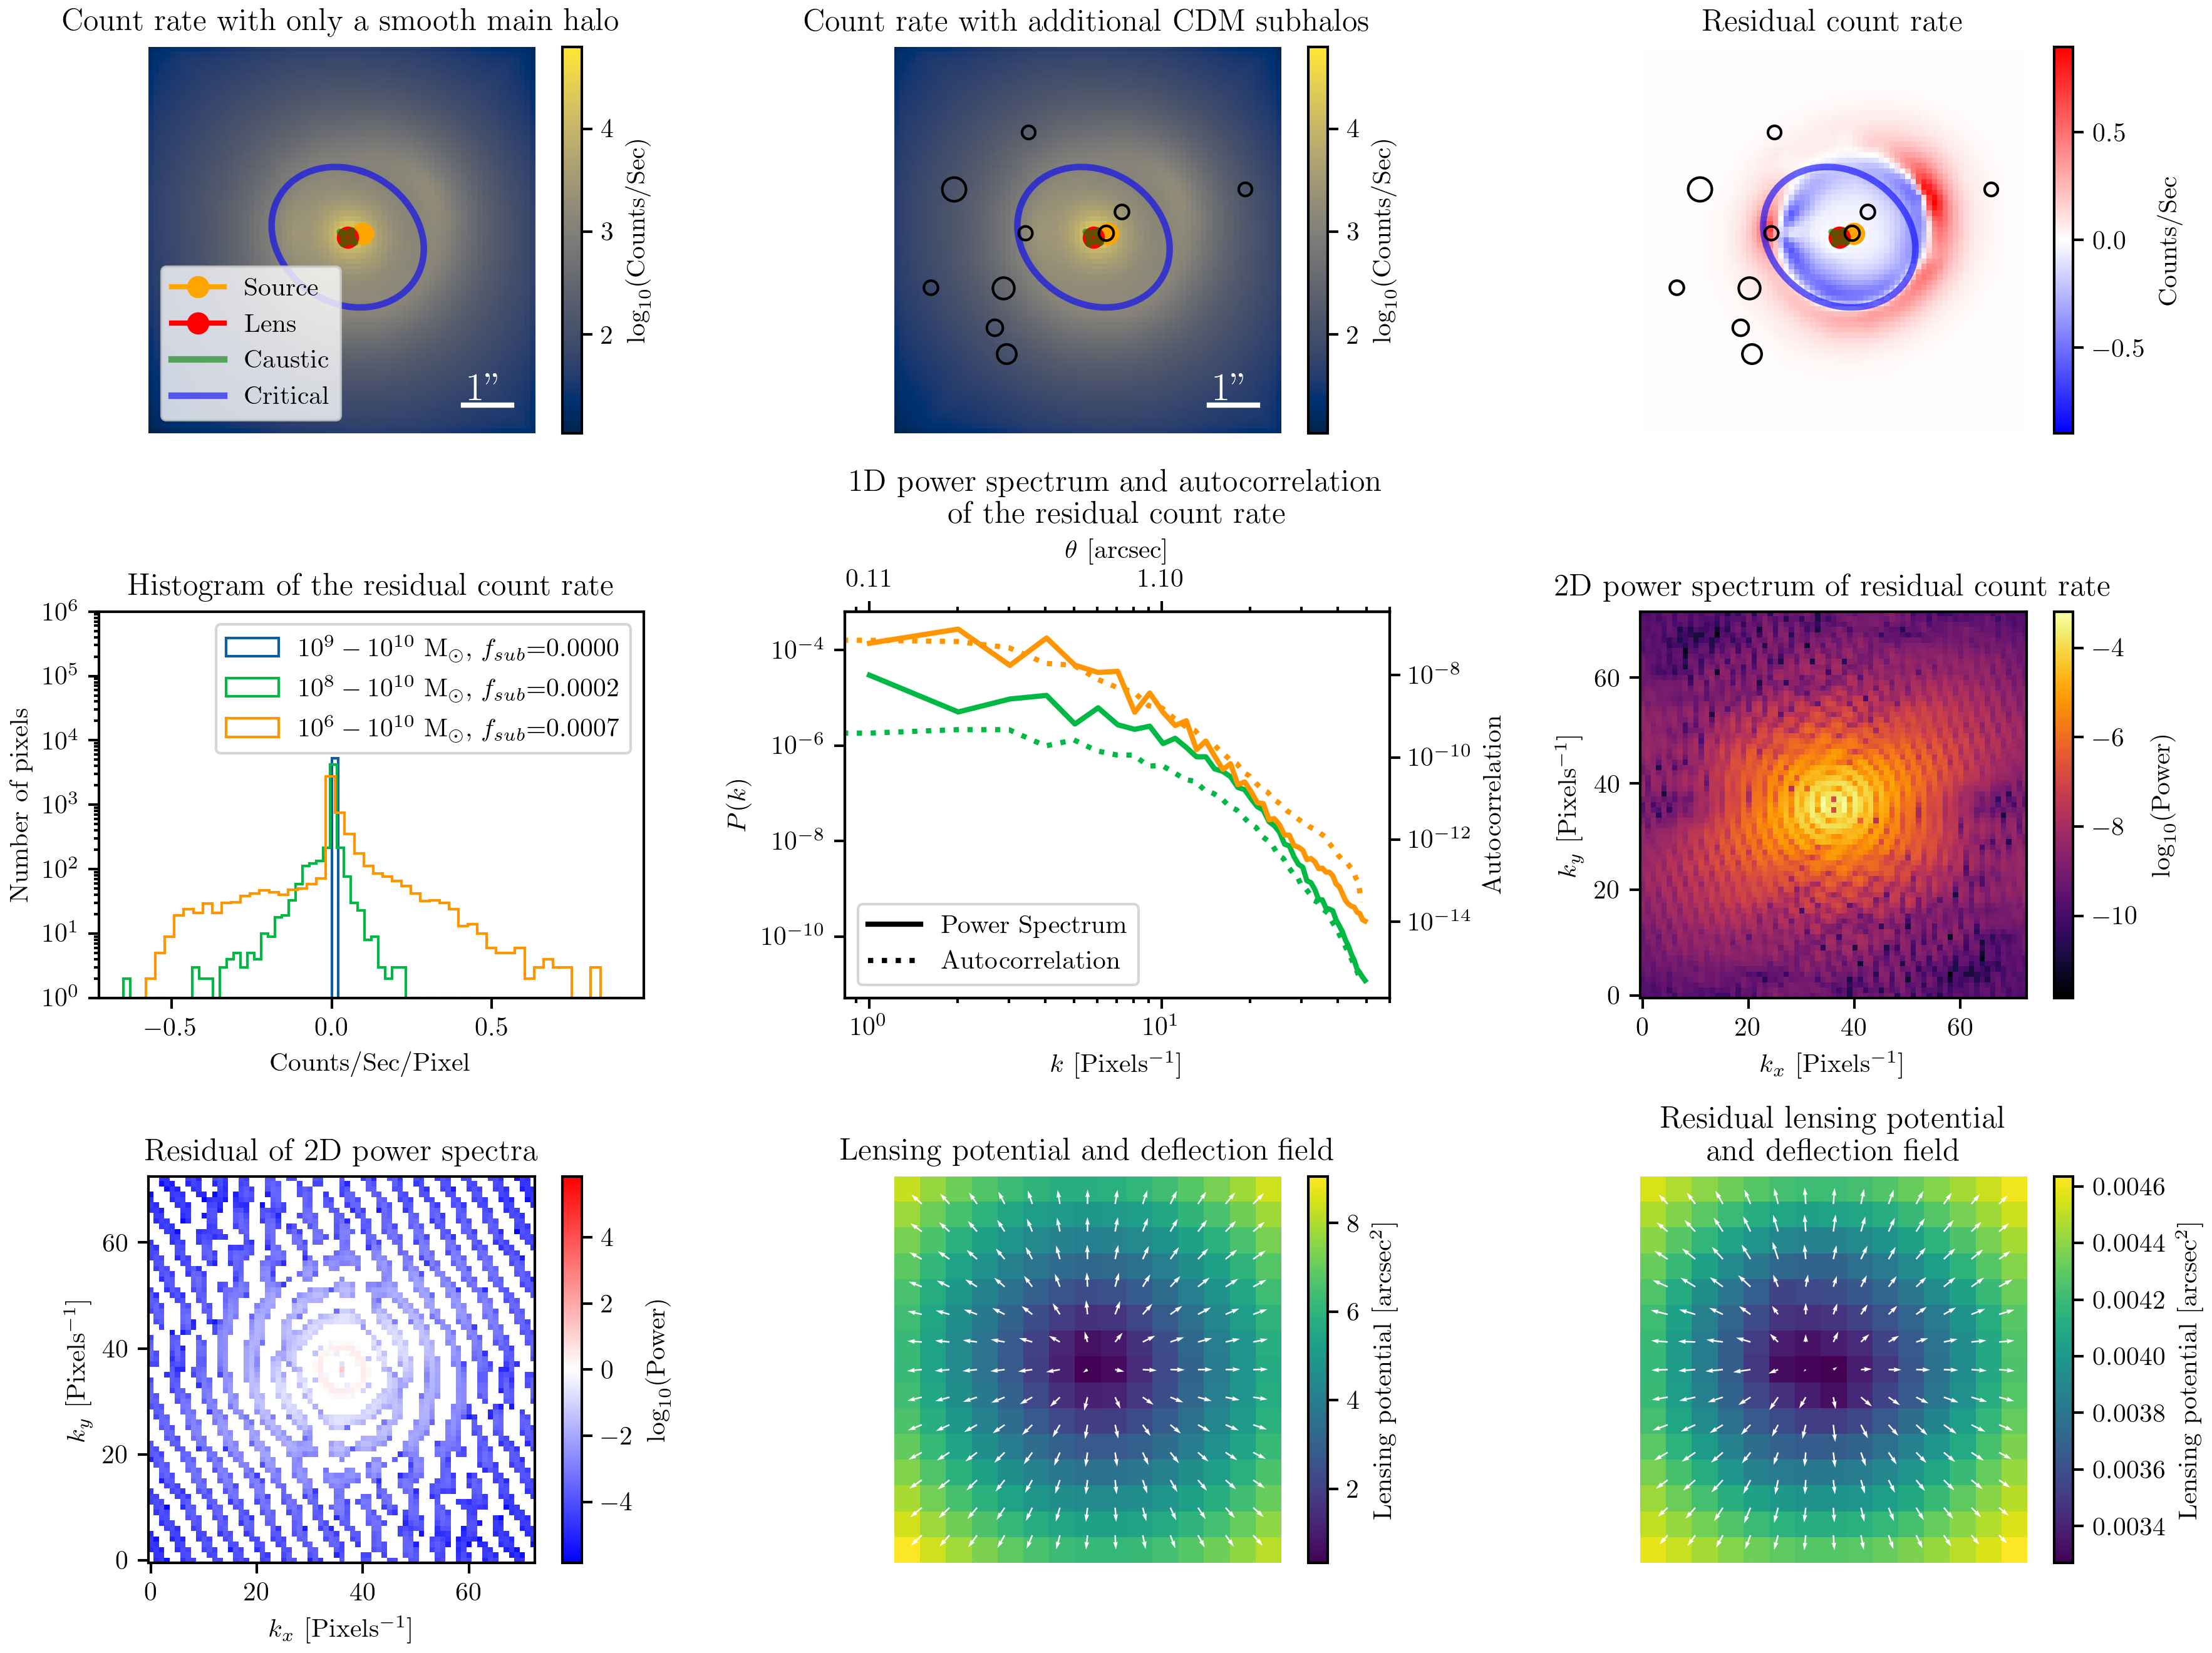 Count rate with only a smooth main halo
4
3
2
log10(Counts/Sec)
Source
Lens
Caustic
Critical
1”
Count rate with additional CDM subhalos
4
3
2
log10(Counts/Sec)
1”
Residual count rate
0.5
0.0
−0.5
Counts/Sec
Histogram of the residual count rate
10^6
10^5
10^4
10^3
10^2
10^1
10^0
Number of pixels
10^9 − 10^10 M⊙, f_sub=0.0000
10^8 − 10^10 M⊙, f_sub=0.0002
10^6 − 10^10 M⊙, f_sub=0.0007
−0.5 0.0 0.5
Counts/Sec/Pixel
1D power spectrum and autocorrelation
of the residual count rate
θ [arcsec]
0.11 1.10
10^−4
10^−6
10^−8
10^−10
P(k)
10^−8
10^−10
10^−12
10^−14
Autocorrelation
Power Spectrum
Autocorrelation
10^0 10^1
k [Pixels^−1]
2D power spectrum of residual count rate
60
40
20
0
k_y [Pixels^−1]
0 20 40 60
k_x [Pixels^−1]
−4
−6
−8
−10
log10(Power)
Residual of 2D power spectra
60
40
20
0
k_y [Pixels^−1]
0 20 40 60
k_x [Pixels^−1]
4
2
0
−2
−4
log10(Power)
Lensing potential and deflection field
8
6
4
2
Lensing potential [arcsec^2]
Residual lensing potential
and deflection field
0.0046
0.0044
0.0042
0.0040
0.0038
0.0036
0.0034
Lensing potential [arcsec^2]